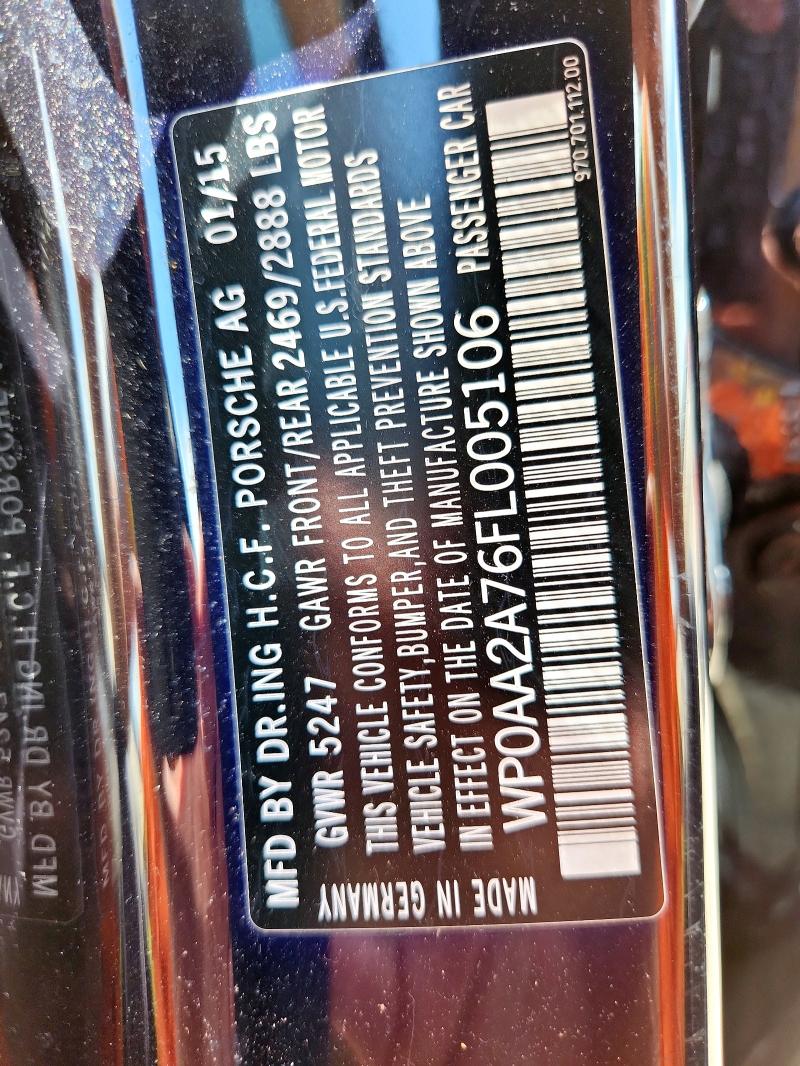 MFD BY DR.ING H.C.F. PORSCHE AG 01/15
GVWR 5247 GAWR FRONT/REAR 2469/2888 LBS
THIS VEHICLE CONFORMS TO ALL APPLICABLE U.S.FEDERAL MOTOR
VEHICLE-SAFETY,BUMPER,AND THEFT PREVENTION STANDARDS
IN EFFECT ON THE DATE OF MANUFACTURE SHOWN ABOVE
WP0AA2A76FL005106 PASSENGER CAR
970.701.112.00
MADE IN GERMANY